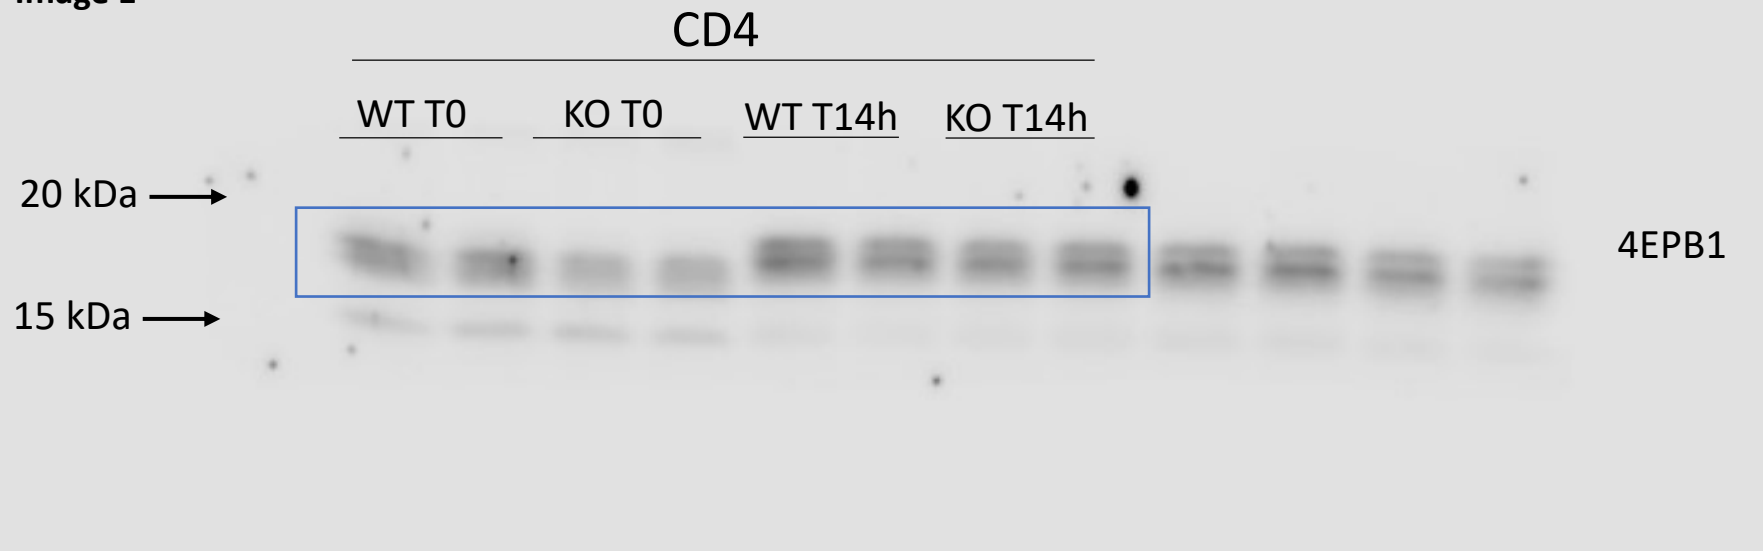 CD4
WT T0 KO T0 WT T14h KO T14h
20 kDa
4EPB1
15 kDa